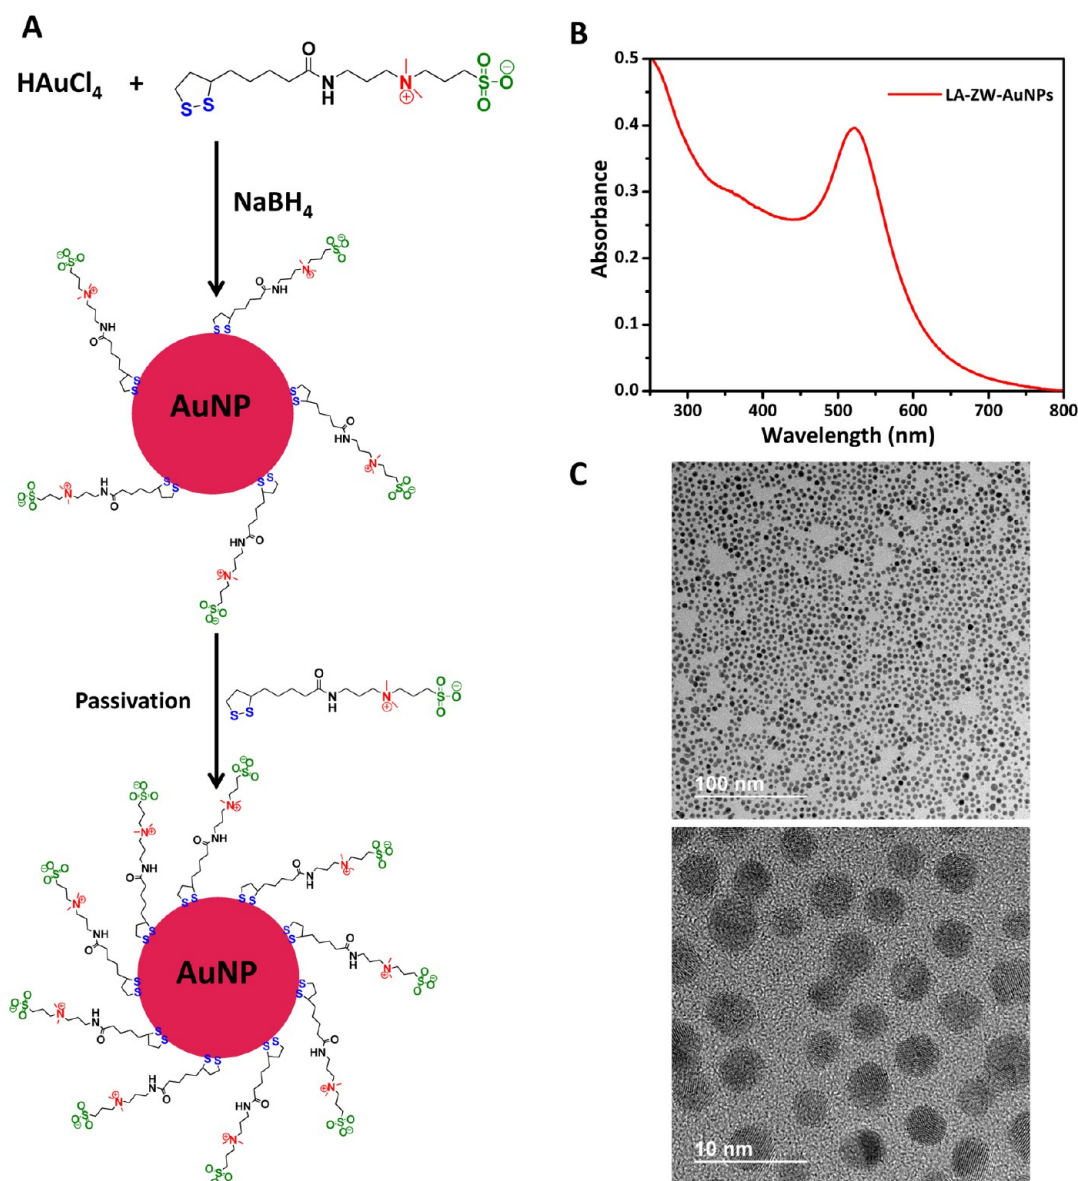 A
HAuCl4 +
O
N
H
N
⊕
S S
O
S O ⊖
O
NaBH4
AuNP
Passivation
O
N
H
N
⊕
S S
O
S O ⊖
O
AuNP
B
0.5
0.4
0.3
0.2
0.1
0.0
Absorbance
LA-ZW-AuNPs
300 400 500 600 700 800
Wavelength (nm)
C
100 nm
10 nm